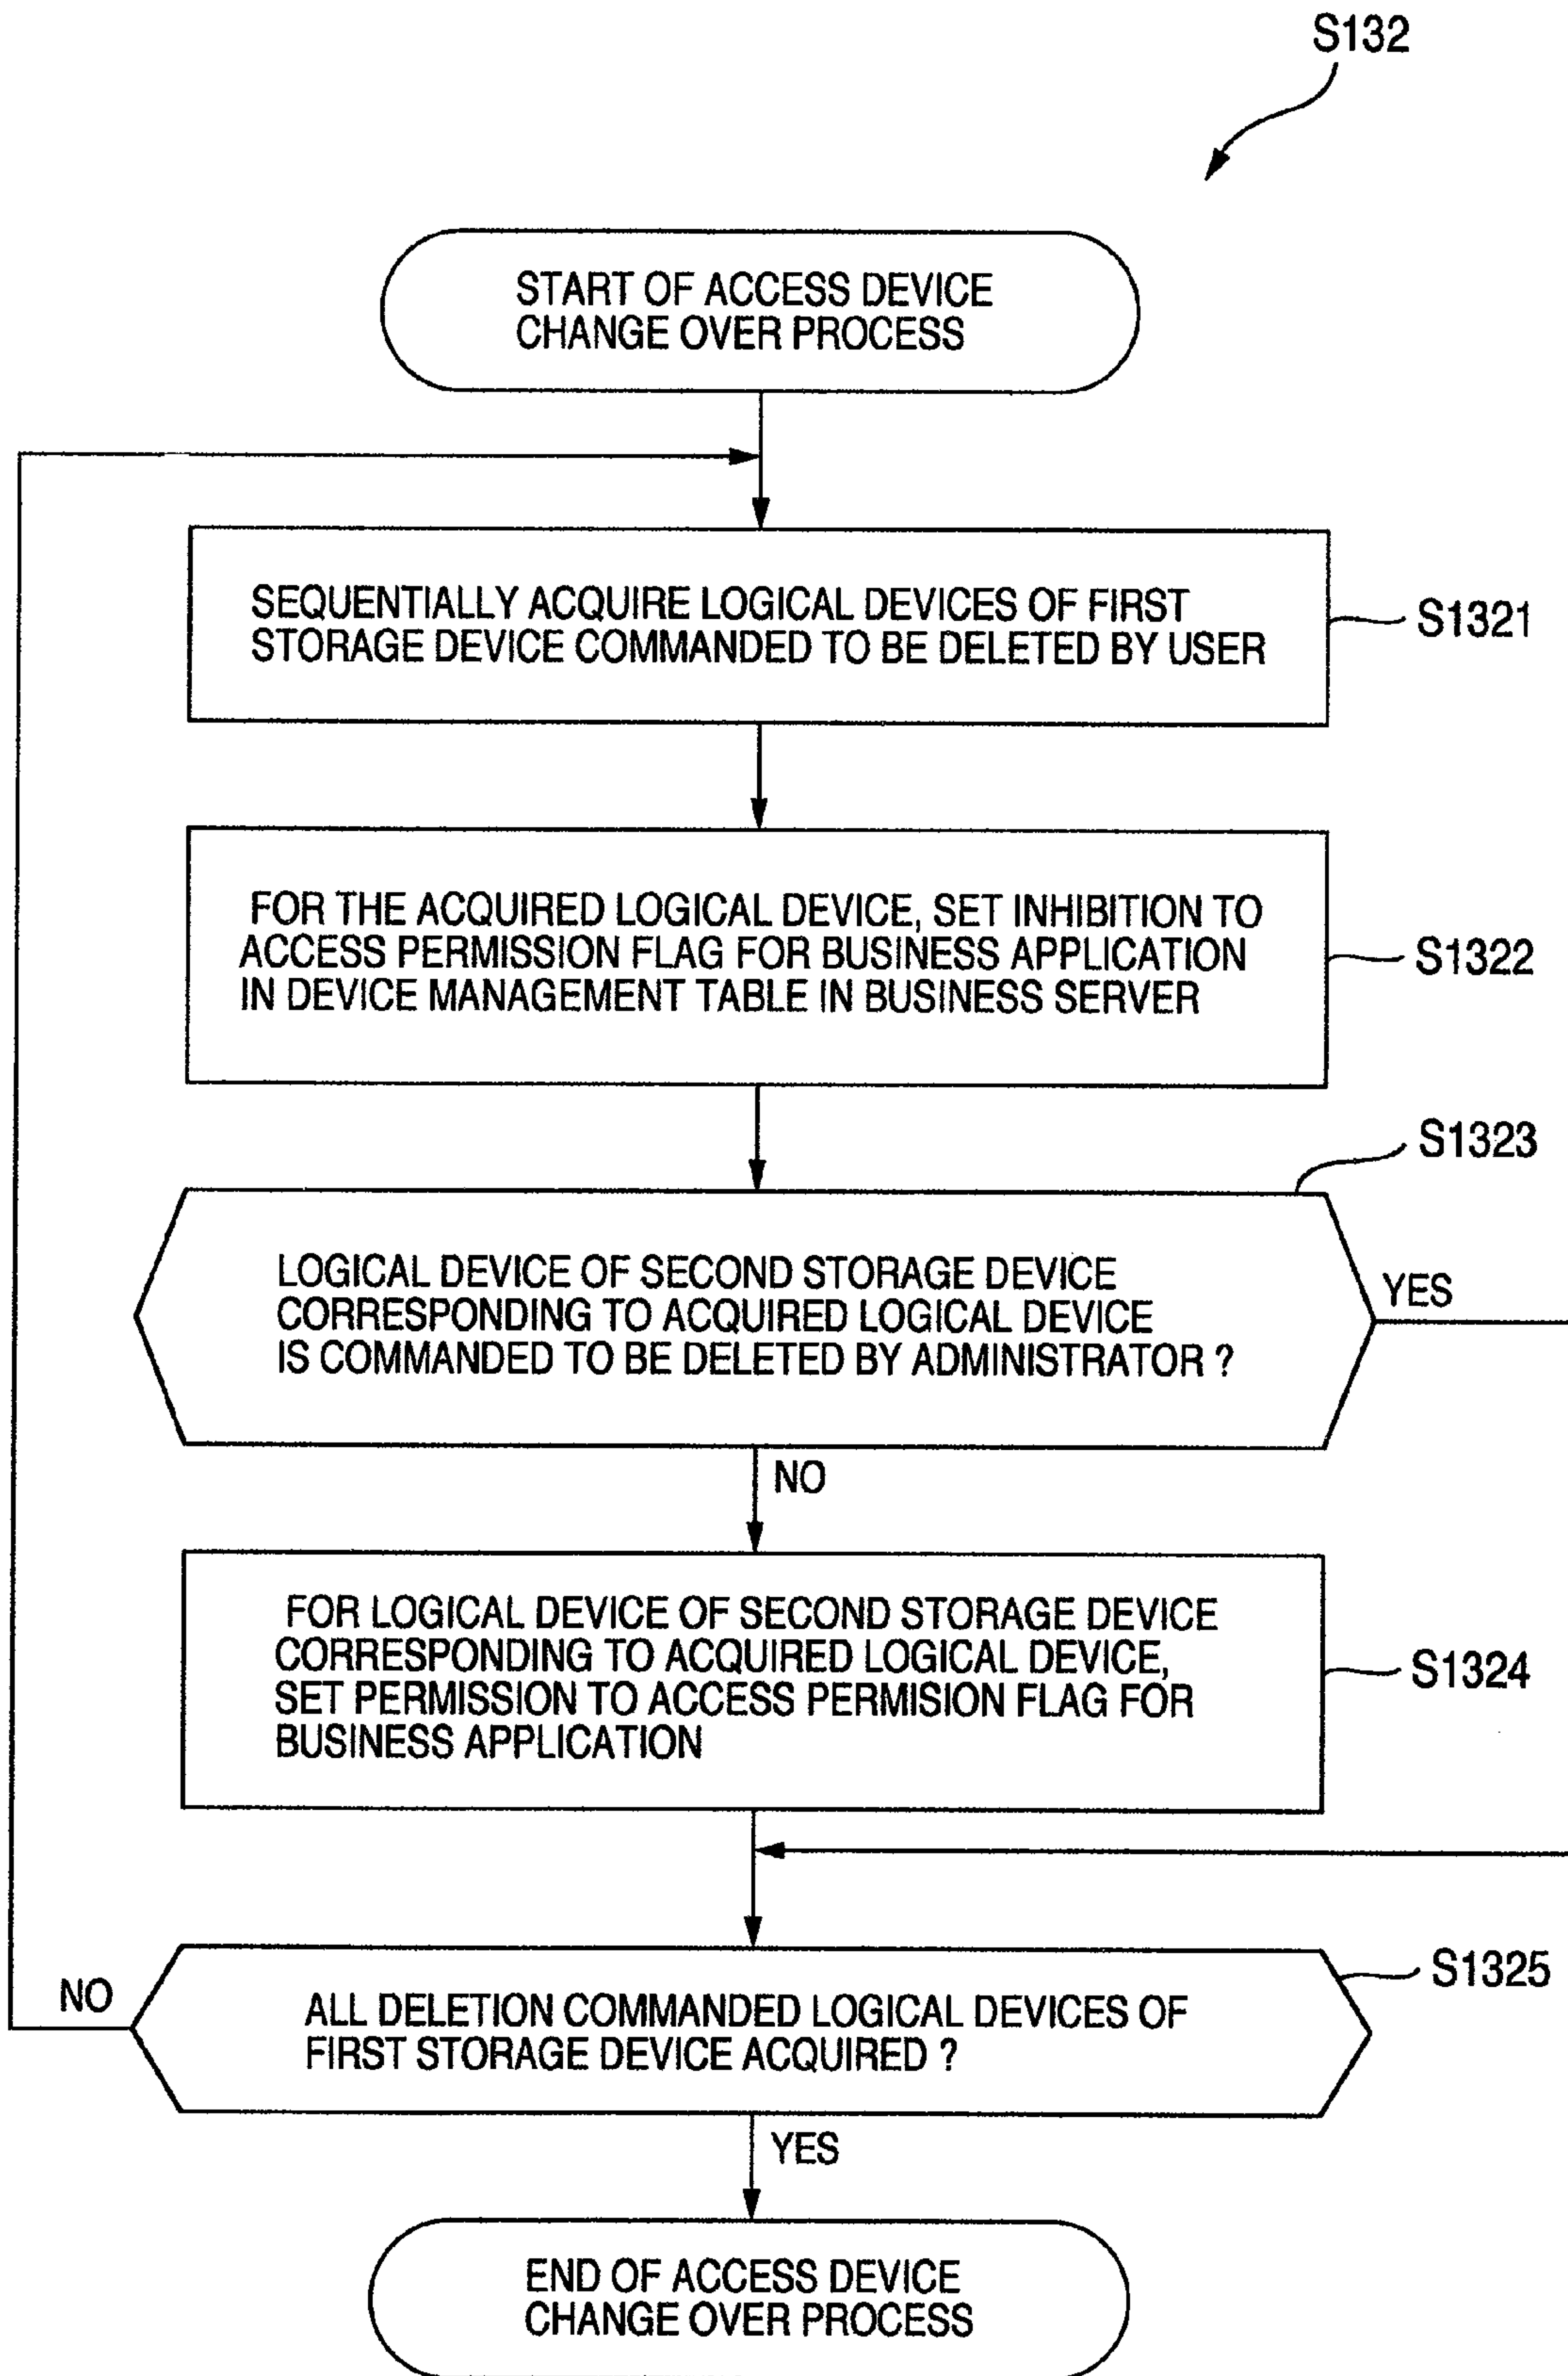 S132
START OF ACCESS DEVICE
CHANGE OVER PROCESS
SEQUENTIALLY ACQUIRE LOGICAL DEVICES OF FIRST
STORAGE DEVICE COMMANDED TO BE DELETED BY USER
S1321
FOR THE ACQUIRED LOGICAL DEVICE, SET INHIBITION TO
ACCESS PERMISSION FLAG FOR BUSINESS APPLICATION
IN DEVICE MANAGEMENT TABLE IN BUSINESS SERVER
S1322
S1323
LOGICAL DEVICE OF SECOND STORAGE DEVICE
CORRESPONDING TO ACQUIRED LOGICAL DEVICE
IS COMMANDED TO BE DELETED BY ADMINISTRATOR ?
YES
NO
FOR LOGICAL DEVICE OF SECOND STORAGE DEVICE
CORRESPONDING TO ACQUIRED LOGICAL DEVICE,
SET PERMISSION TO ACCESS PERMISION FLAG FOR
BUSINESS APPLICATION
S1324
S1325
NO
ALL DELETION COMMANDED LOGICAL DEVICES OF
FIRST STORAGE DEVICE ACQUIRED ?
YES
END OF ACCESS DEVICE
CHANGE OVER PROCESS